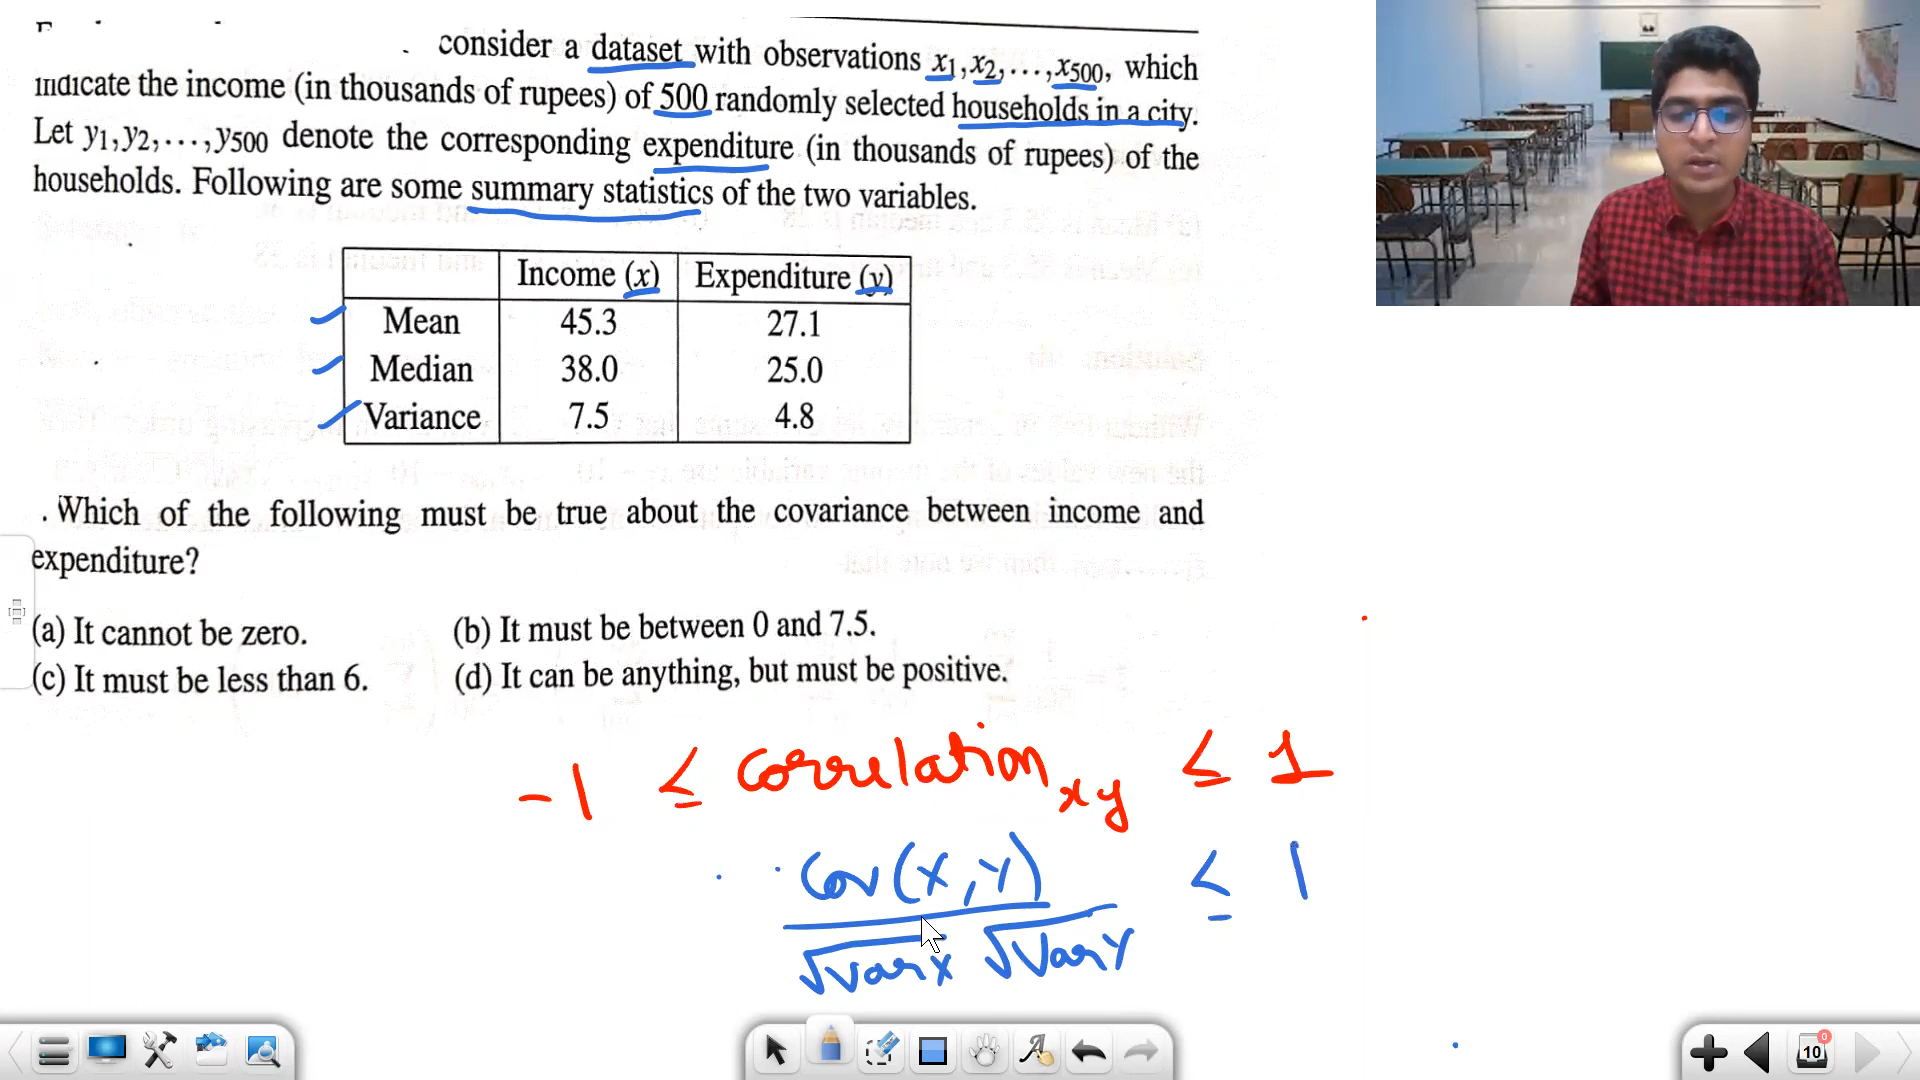 consider a dataset with observations x1,x2,...,x500, which
indicate the income (in thousands of rupees) of 500 randomly selected households in a city.
Let y1,y2,...,y500 denote the corresponding expenditure (in thousands of rupees) of the
households. Following are some summary statistics of the two variables.
Income (x) Expenditure (y)
Mean 45.3 27.1
Median 38.0 25.0
Variance 7.5 4.8
. Which of the following must be true about the covariance between income and
expenditure?
(a) It cannot be zero. (b) It must be between 0 and 7.5.
(c) It must be less than 6. (d) It can be anything, but must be positive.
-1 ≤ correlation xy ≤ 1
Cov(X,Y) ≤ 1
√Var X √Var Y
10
0